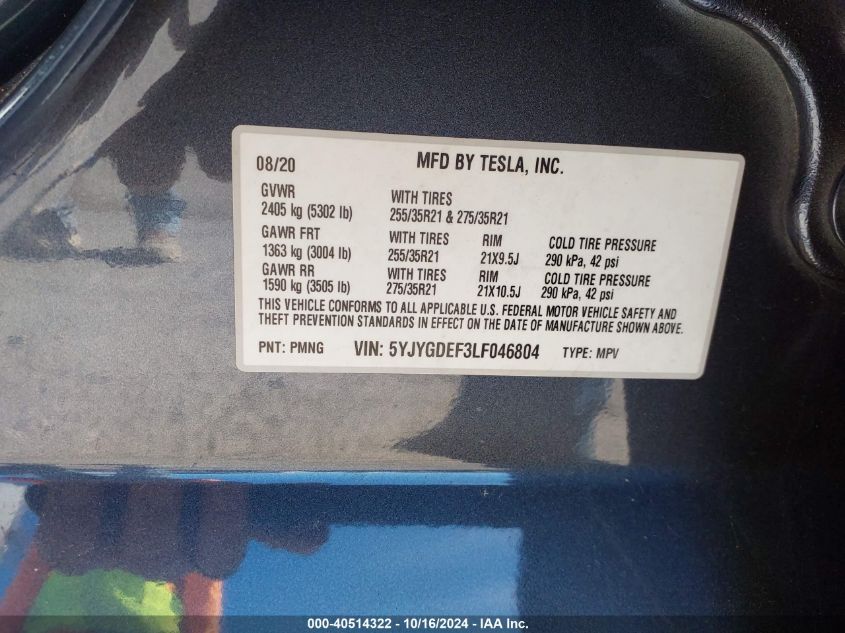 08/20 MFD BY TESLA, INC.
GVWR WITH TIRES
2405 kg (5302 lb) 255/35R21 & 275/35R21
GAWR FRT WITH TIRES RIM COLD TIRE PRESSURE
1363 kg (3004 lb) 255/35R21 21X9.5J 290 kPa, 42 psi
GAWR RR WITH TIRES RIM COLD TIRE PRESSURE
1590 kg (3505 lb) 275/35R21 21X10.5J 290 kPa, 42 psi
THIS VEHICLE CONFORMS TO ALL APPLICABLE U.S. FEDERAL MOTOR VEHICLE SAFETY AND
THEFT PREVENTION STANDARDS IN EFFECT ON THE DATE OF MANUFACTURE SHOWN ABOVE.
PNT: PMNG VIN: 5YJYGDEF3LF046804 TYPE: MPV
000-40514322 - 10/16/2024 - IAA Inc.